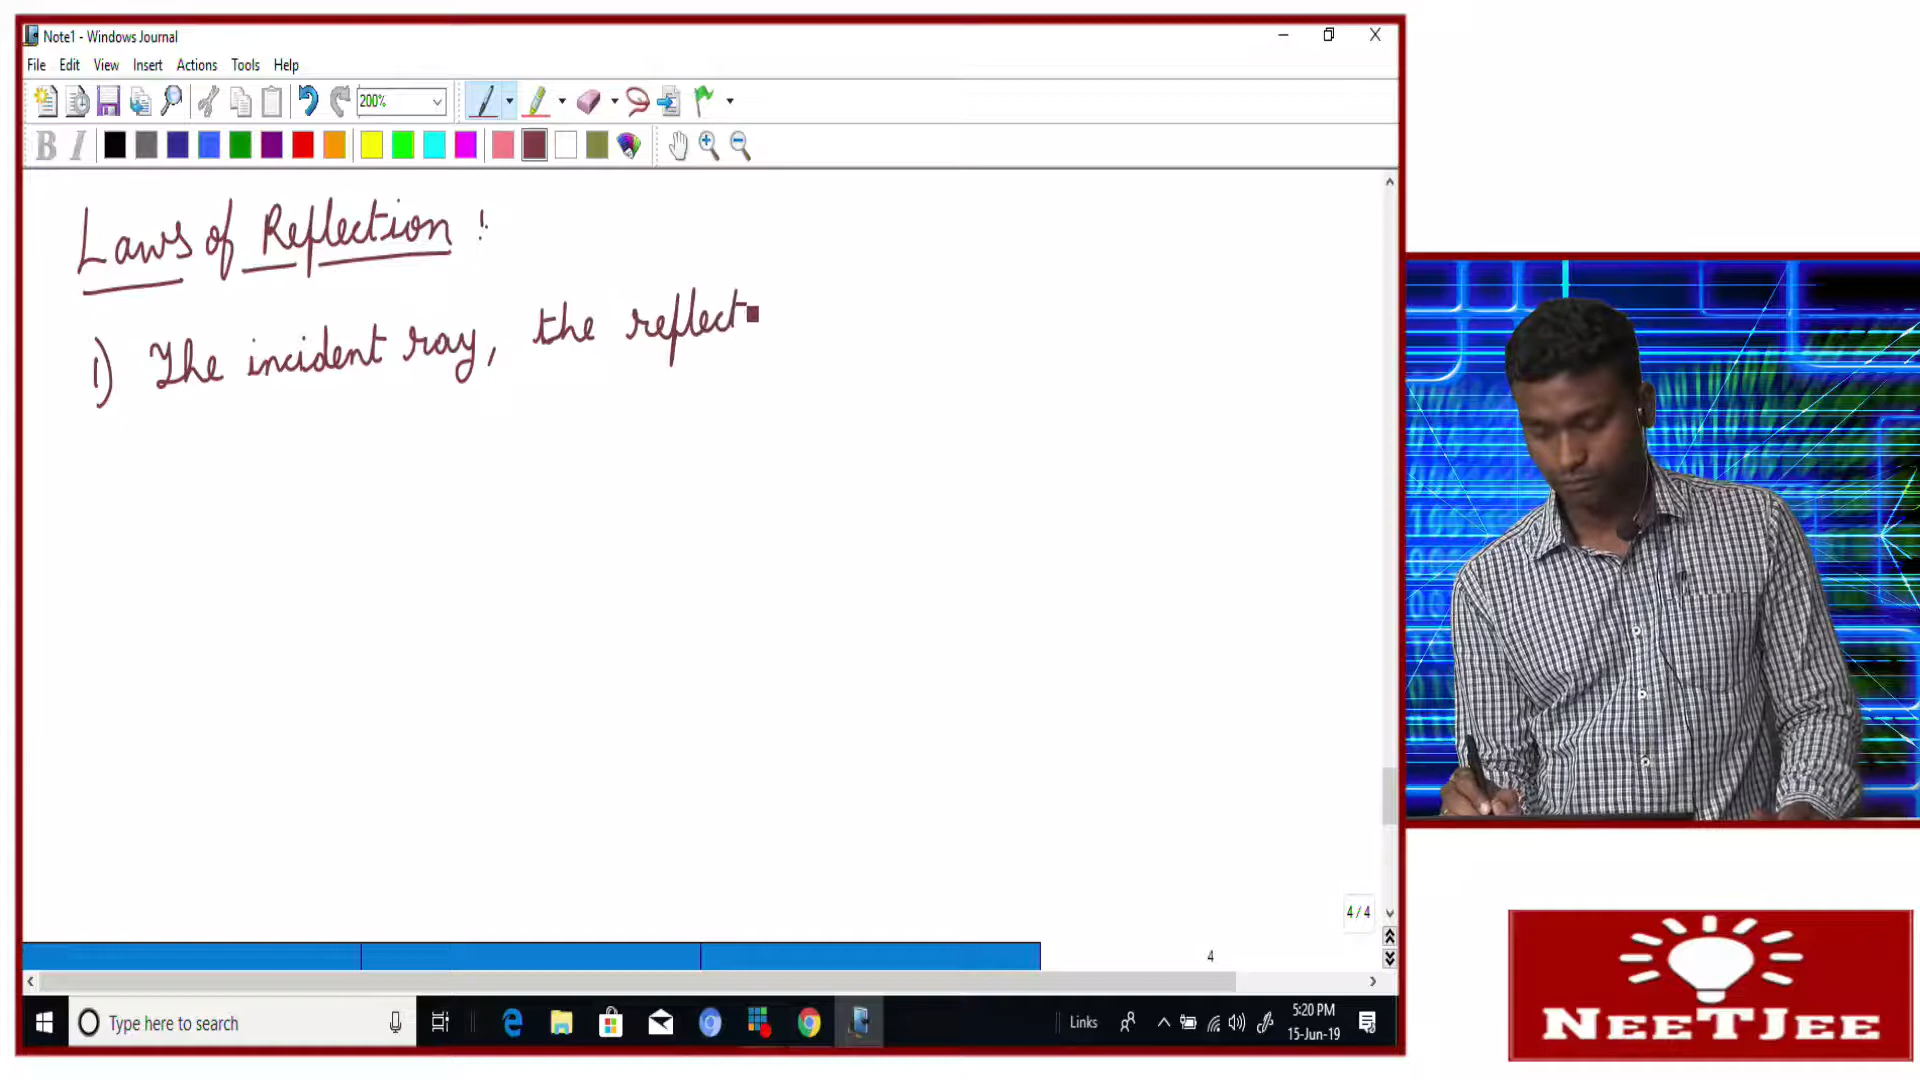 Note1 - Windows Journal
File Edit View Insert Actions Tools Help
200%
B I
Laws of Reflection :
1) The incident ray, the reflect
4 / 4
4
Type here to search
Links
5:20 PM
15-Jun-19
NEETJEE